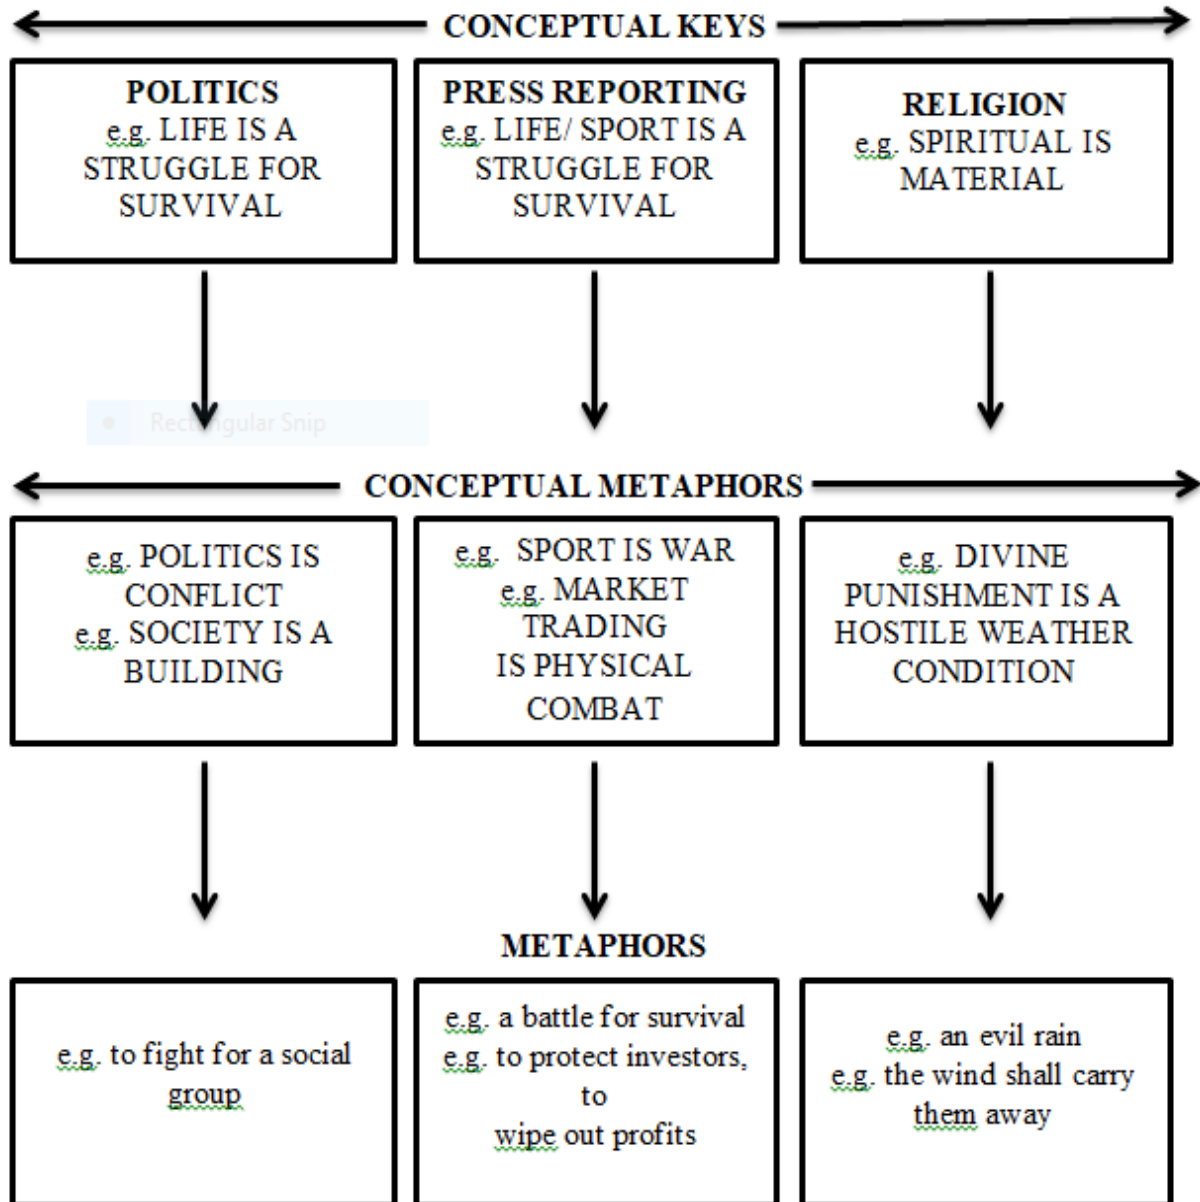 CONCEPTUAL KEYS
POLITICS
e.g. LIFE IS A
STRUGGLE FOR
SURVIVAL
PRESS REPORTING
e.g. LIFE/ SPORT IS A
STRUGGLE FOR
SURVIVAL
RELIGION
e.g. SPIRITUAL IS
MATERIAL
Rectangular Snip
CONCEPTUAL METAPHORS
e.g. POLITICS IS
CONFLICT
e.g. SOCIETY IS A
BUILDING
e.g. SPORT IS WAR
e.g. MARKET
TRADING
IS PHYSICAL
COMBAT
e.g. DIVINE
PUNISHMENT IS A
HOSTILE WEATHER
CONDITION
METAPHORS
e.g. to fight for a social
group
e.g. a battle for survival
e.g. to protect investors,
to
wipe out profits
e.g. an evil rain
e.g. the wind shall carry
them away